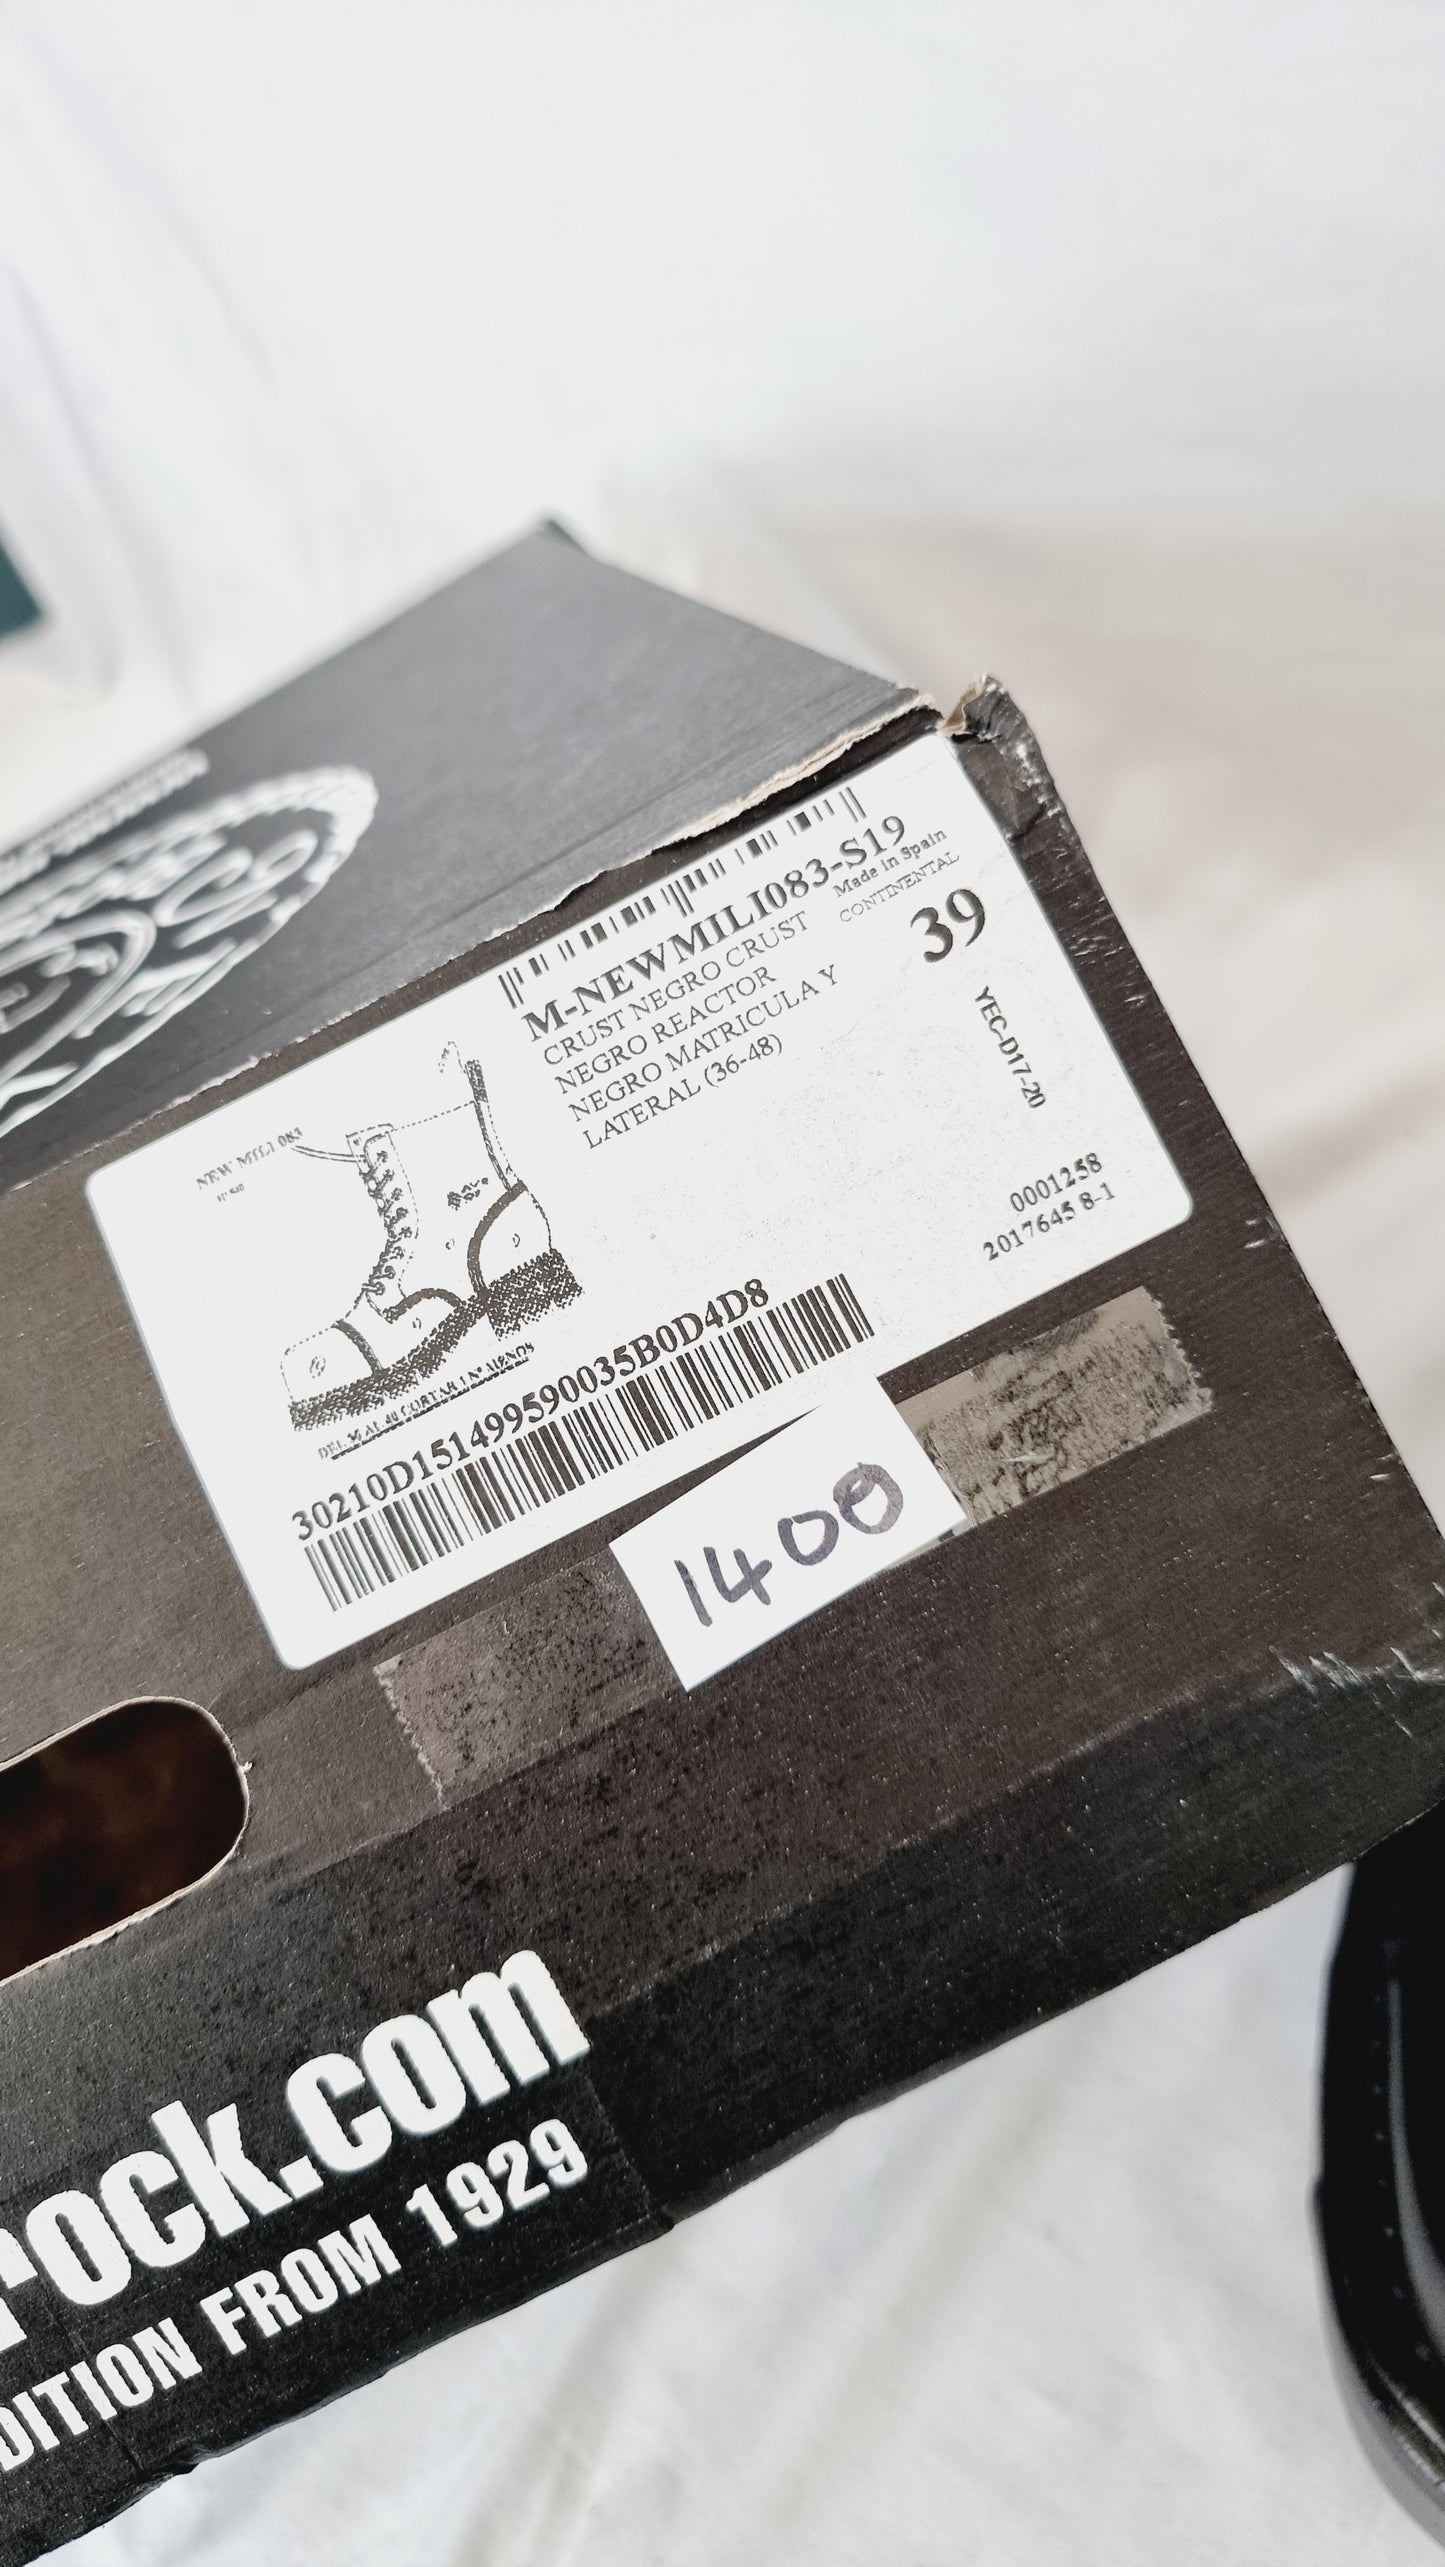 M-NEWMILI083-S19
Made in Spain
CONTINENTAL
CRUST NEGRO CRUST
NEGRO REACTOR
NEGRO MATRICULA Y
LATERAL (36-48)
39
YEC-D17-20
NEW MILI 083
0001258
2017645 8-1
30210D151499590035B0D4D8
1400
rock.com
DITION FROM 1929